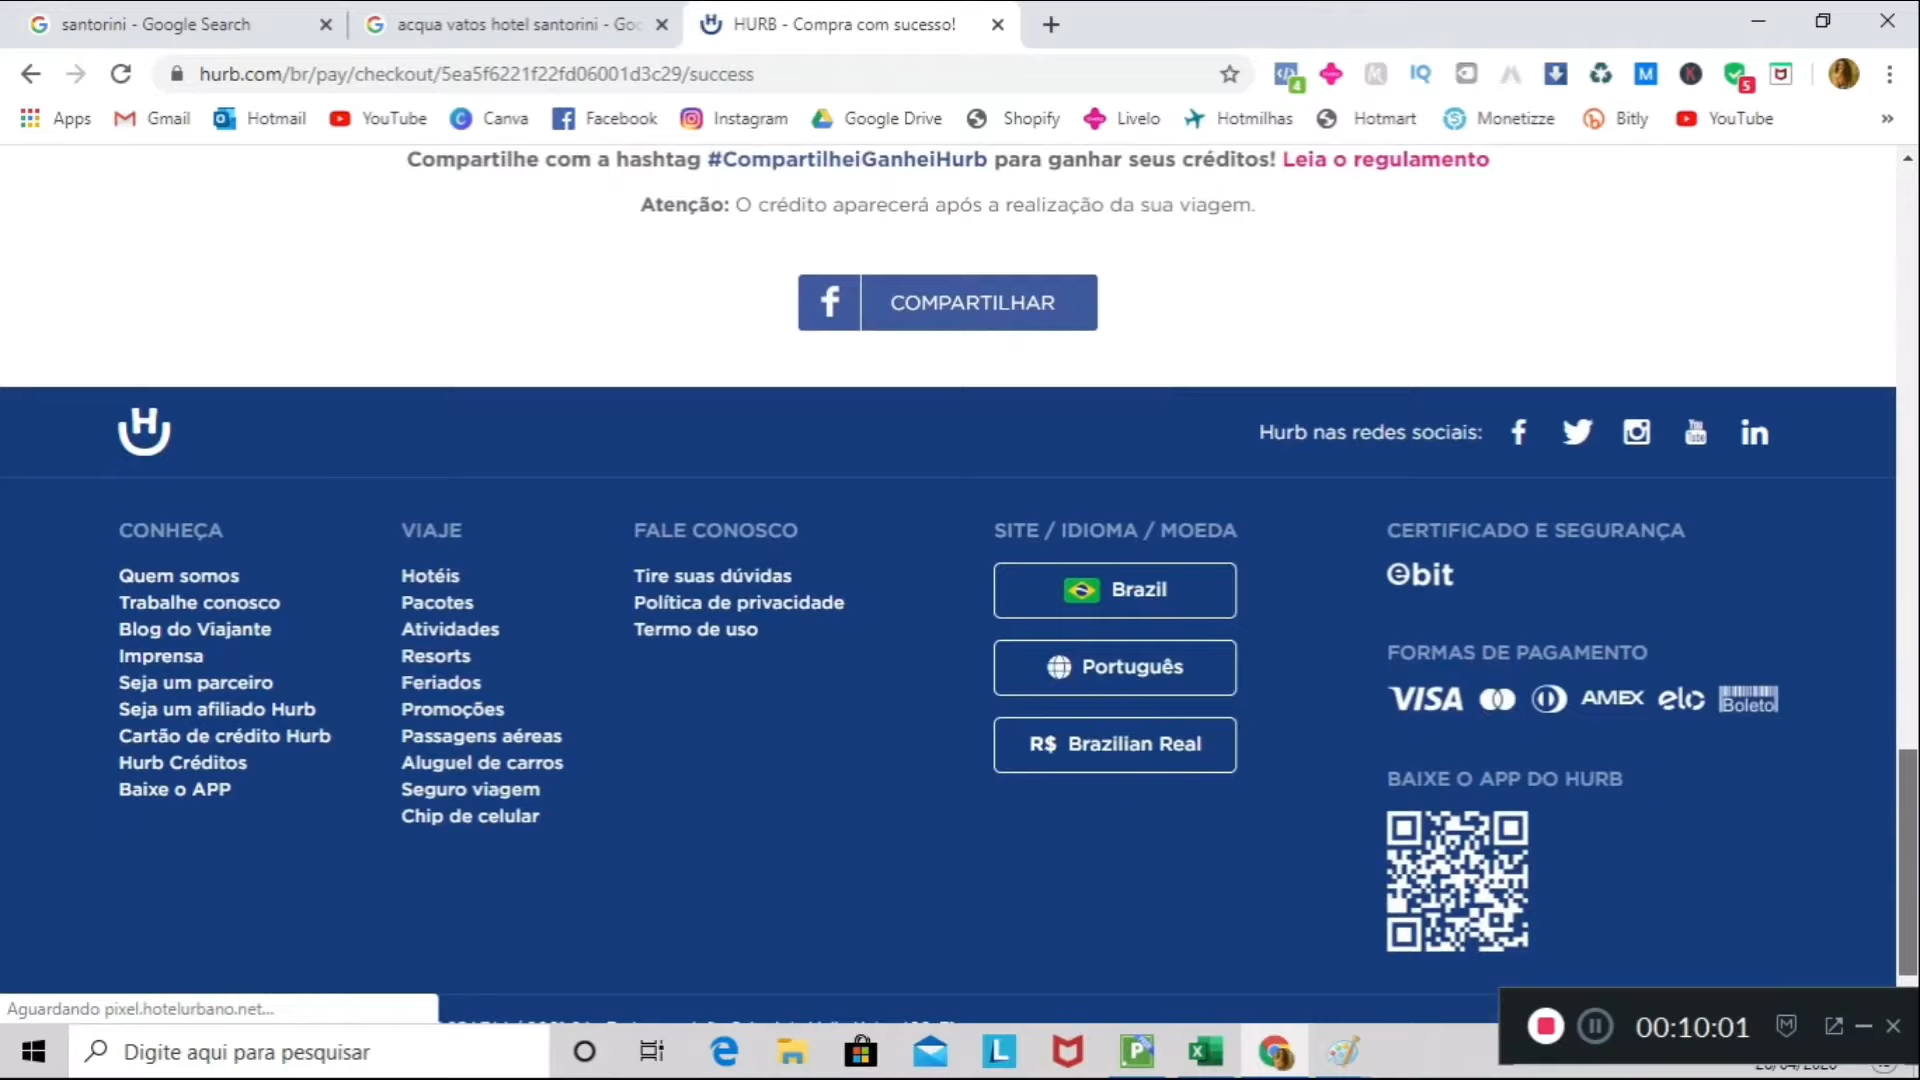 santorini - Google Search
acqua vatos hotel santorini - Goo
HURB - Compra com sucesso!
hurb.com/br/pay/checkout/5ea5f6221f22fd06001d3c29/success
Apps Gmail Hotmail YouTube Canva Facebook Instagram Google Drive Shopify Livelo Hotmilhas Hotmart Monetizze Bitly YouTube »
Compartilhe com a hashtag #CompartilheiGanheiHurb para ganhar seus créditos! Leia o regulamento
Atenção: O crédito aparecerá após a realização da sua viagem.
COMPARTILHAR
Hurb nas redes sociais:
CONHEÇA
Quem somos
Trabalhe conosco
Blog do Viajante
Imprensa
Seja um parceiro
Seja um afiliado Hurb
Cartão de crédito Hurb
Hurb Créditos
Baixe o APP
VIAJE
Hotéis
Pacotes
Atividades
Resorts
Feriados
Promoções
Passagens aéreas
Aluguel de carros
Seguro viagem
Chip de celular
FALE CONOSCO
Tire suas dúvidas
Política de privacidade
Termo de uso
SITE / IDIOMA / MOEDA
Brazil
Português
R$ Brazilian Real
CERTIFICADO E SEGURANÇA
ebit
FORMAS DE PAGAMENTO
VISA AMEX elo Boleto
BAIXE O APP DO HURB
Aguardando pixel.hotelurbano.net...
00:10:01
Digite aqui para pesquisar